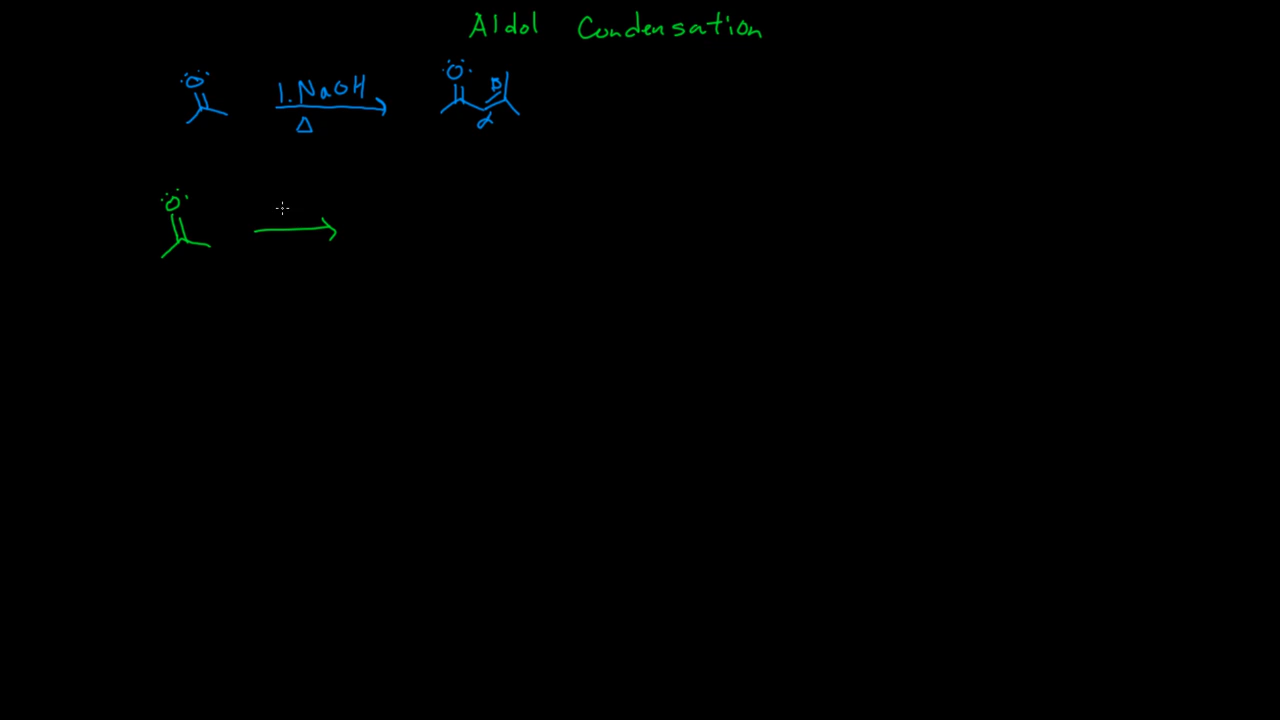 Aldol Condensation
O 1. NaOH O β
Δ α
O